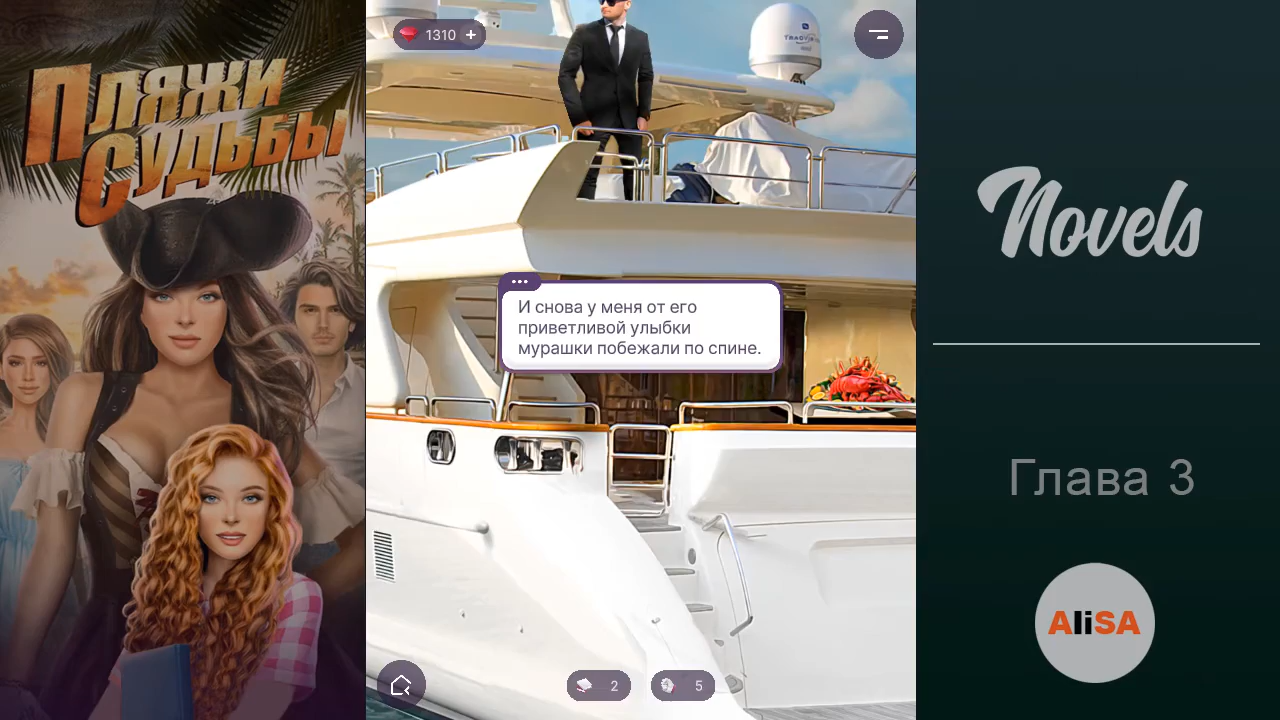 Пляжи
Судьбы
1310 +
И снова у меня от его
приветливой улыбки
мурашки побежали по спине.
2
5
Novels
Глава 3
AliSA